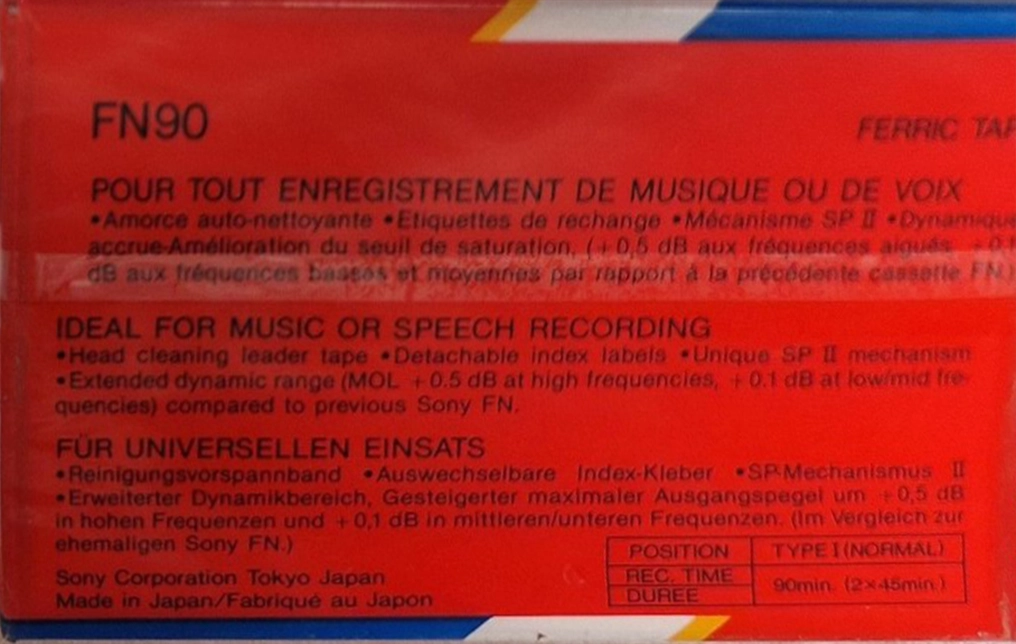 FN90
FERRIC TAP
POUR TOUT ENREGISTREMENT DE MUSIQUE OU DE VOIX
•Amorce auto-nettoyante •Etiquettes de rechange •Mécanisme SP II •Dynamique
accrue-Amélioration du seuil de saturation. (+0,5 dB aux fréquences aiguës, +0,1
dB aux fréquences basses et moyennes par rapport à la précédente cassette FN.)
IDEAL FOR MUSIC OR SPEECH RECORDING
•Head cleaning leader tape •Detachable index labels •Unique SP II mechanism
•Extended dynamic range (MOL +0.5 dB at high frequencies, +0.1 dB at low/mid fre-
quencies) compared to previous Sony FN.
FÜR UNIVERSELLEN EINSATS
•Reinigungsvorspannband •Auswechselbare Index-Kleber •SP-Mechanismus II
•Erweiterter Dynamikbereich, Gesteigerter maximaler Ausgangspegel um +0,5 dB
in hohen Frequenzen und +0,1 dB in mittleren/unteren Frequenzen. (Im Vergleich zur
ehemaligen Sony FN.)
Sony Corporation Tokyo Japan
Made in Japan/Fabriqué au Japon
POSITION TYPE I (NORMAL)
REC. TIME
DURÉE
90min. (2×45min.)